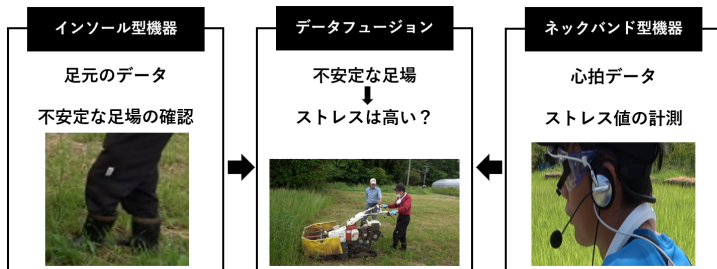 インソール型機器
足元のデータ
不安定な足場の確認
データフュージョン
不安定な足場
ストレスは高い？
ネックバンド型機器
心拍データ
ストレス値の計測